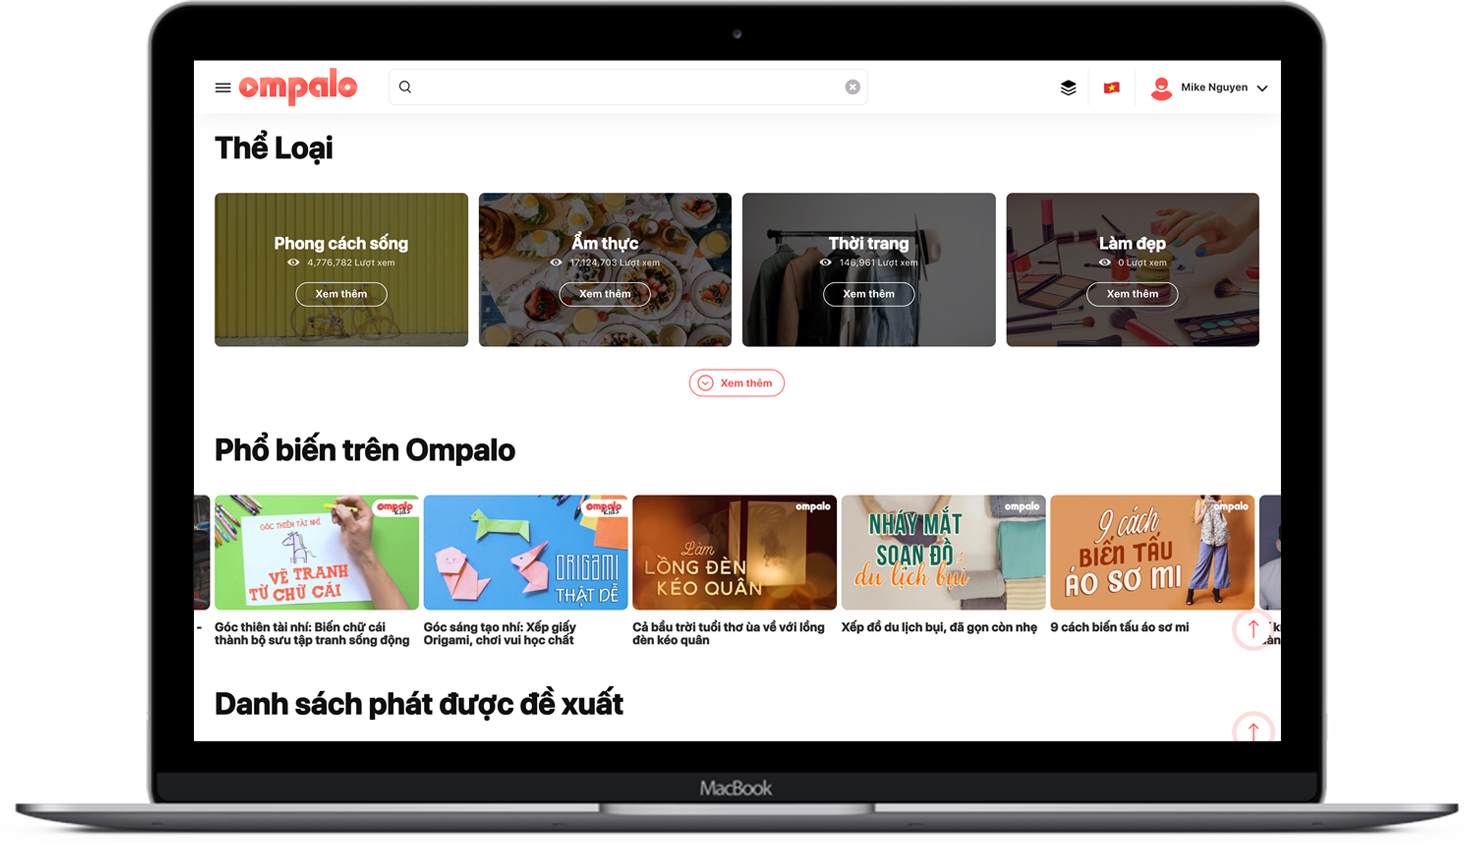 ompalo
Mike Nguyen
Thể Loại
Phong cách sống
4,776,782 Lượt xem
Xem thêm
Ẩm thực
17,124,703 Lượt xem
Xem thêm
Thời trang
146,961 Lượt xem
Xem thêm
Làm đẹp
0 Lượt xem
Xem thêm
Xem thêm
Phổ biến trên Ompalo
ompalo
kids
GÓC THIÊN TÀI NHÍ
VẼ TRANH
TỪ CHỮ CÁI
ompalo
kids
ORIGAMI
THẬT DỄ
ompalo
Làm
LỒNG ĐÈN
KÉO QUÂN
ompalo
NHÁY MẮT
SOẠN ĐỒ
du lịch bụi
ompalo
9 cách
BIẾN TẤU
ÁO SƠ MI
-
Góc thiên tài nhí: Biến chữ cái
thành bộ sưu tập tranh sống động
Góc sáng tạo nhí: Xếp giấy
Origami, chơi vui học chất
Cả bầu trời tuổi thơ ùa về với lồng
đèn kéo quân
Xếp đồ du lịch bụi, đã gọn còn nhẹ
9 cách biến tấu áo sơ mi
Danh sách phát được đề xuất
MacBook